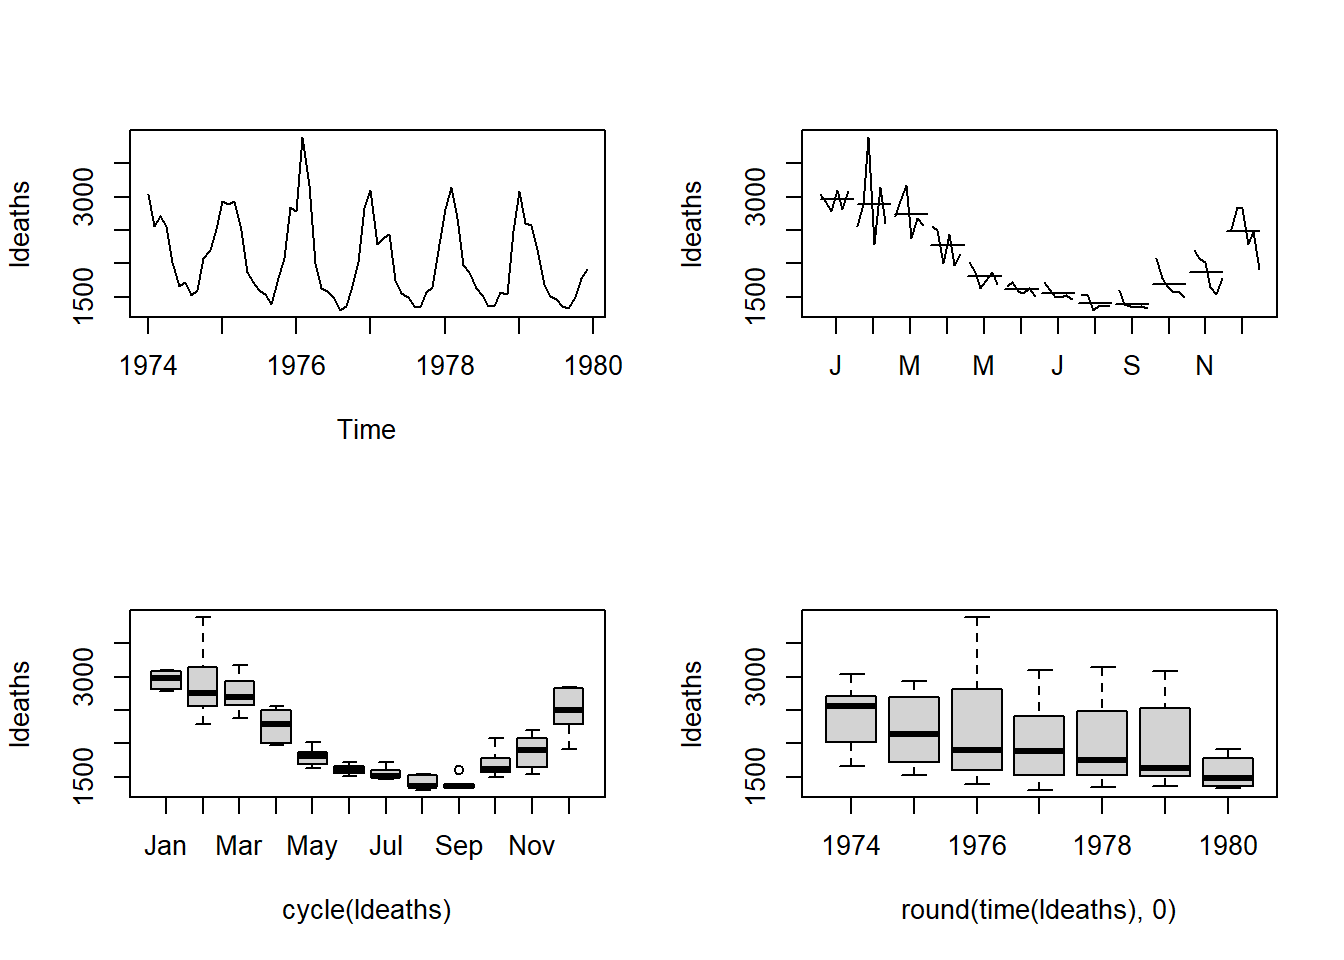 ldeaths
3000
1500
1974 1976 1978 1980
Time
ldeaths
3000
1500
J M M J S N
ldeaths
3000
1500
Jan Mar May Jul Sep Nov
cycle(ldeaths)
ldeaths
3000
1500
1974 1976 1978 1980
round(time(ldeaths), 0)